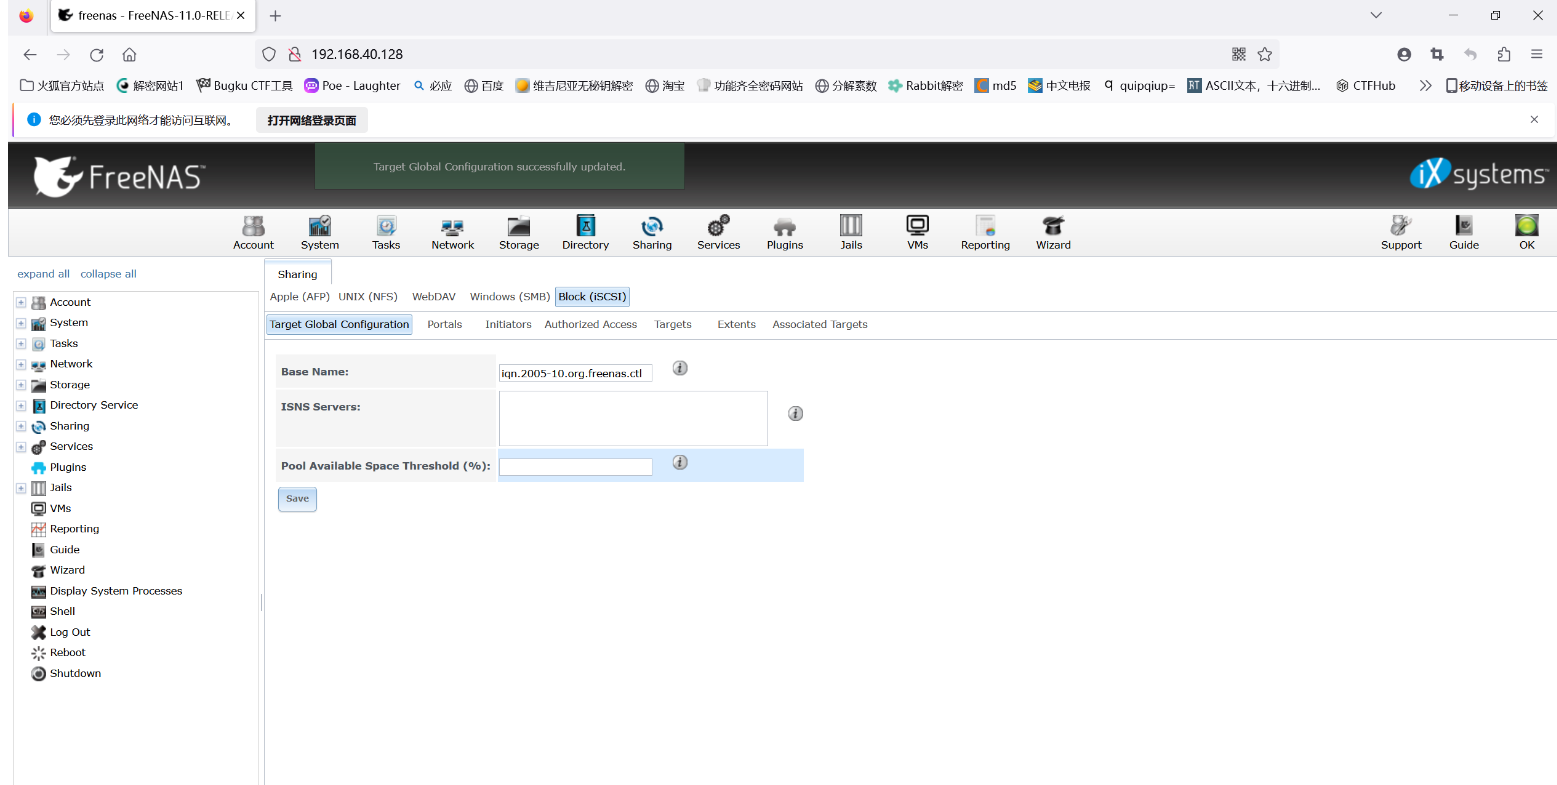 freenas - FreeNAS-11.0-RELEA
192.168.40.128
火狐官方站点 解密网站1 Bugku CTF工具 Poe - Laughter 必应 百度 维吉尼亚无秘钥解密 淘宝 功能齐全密码网站 分解素数 Rabbit解密 md5 中文电报 quipqiup= ASCII文本，十六进制... CTFHub 移动设备上的书签
您必须先登录此网络才能访问互联网。 打开网络登录页面
FreeNAS™ Target Global Configuration successfully updated. iXsystems™
Account System Tasks Network Storage Directory Sharing Services Plugins Jails VMs Reporting Wizard Support Guide OK
expand all collapse all
Account
System
Tasks
Network
Storage
Directory Service
Sharing
Services
Plugins
Jails
VMs
Reporting
Guide
Wizard
Display System Processes
Shell
Log Out
Reboot
Shutdown
Sharing
Apple (AFP) UNIX (NFS) WebDAV Windows (SMB) Block (iSCSI)
Target Global Configuration Portals Initiators Authorized Access Targets Extents Associated Targets
Base Name: iqn.2005-10.org.freenas.ctl
ISNS Servers:
Pool Available Space Threshold (%):
Save